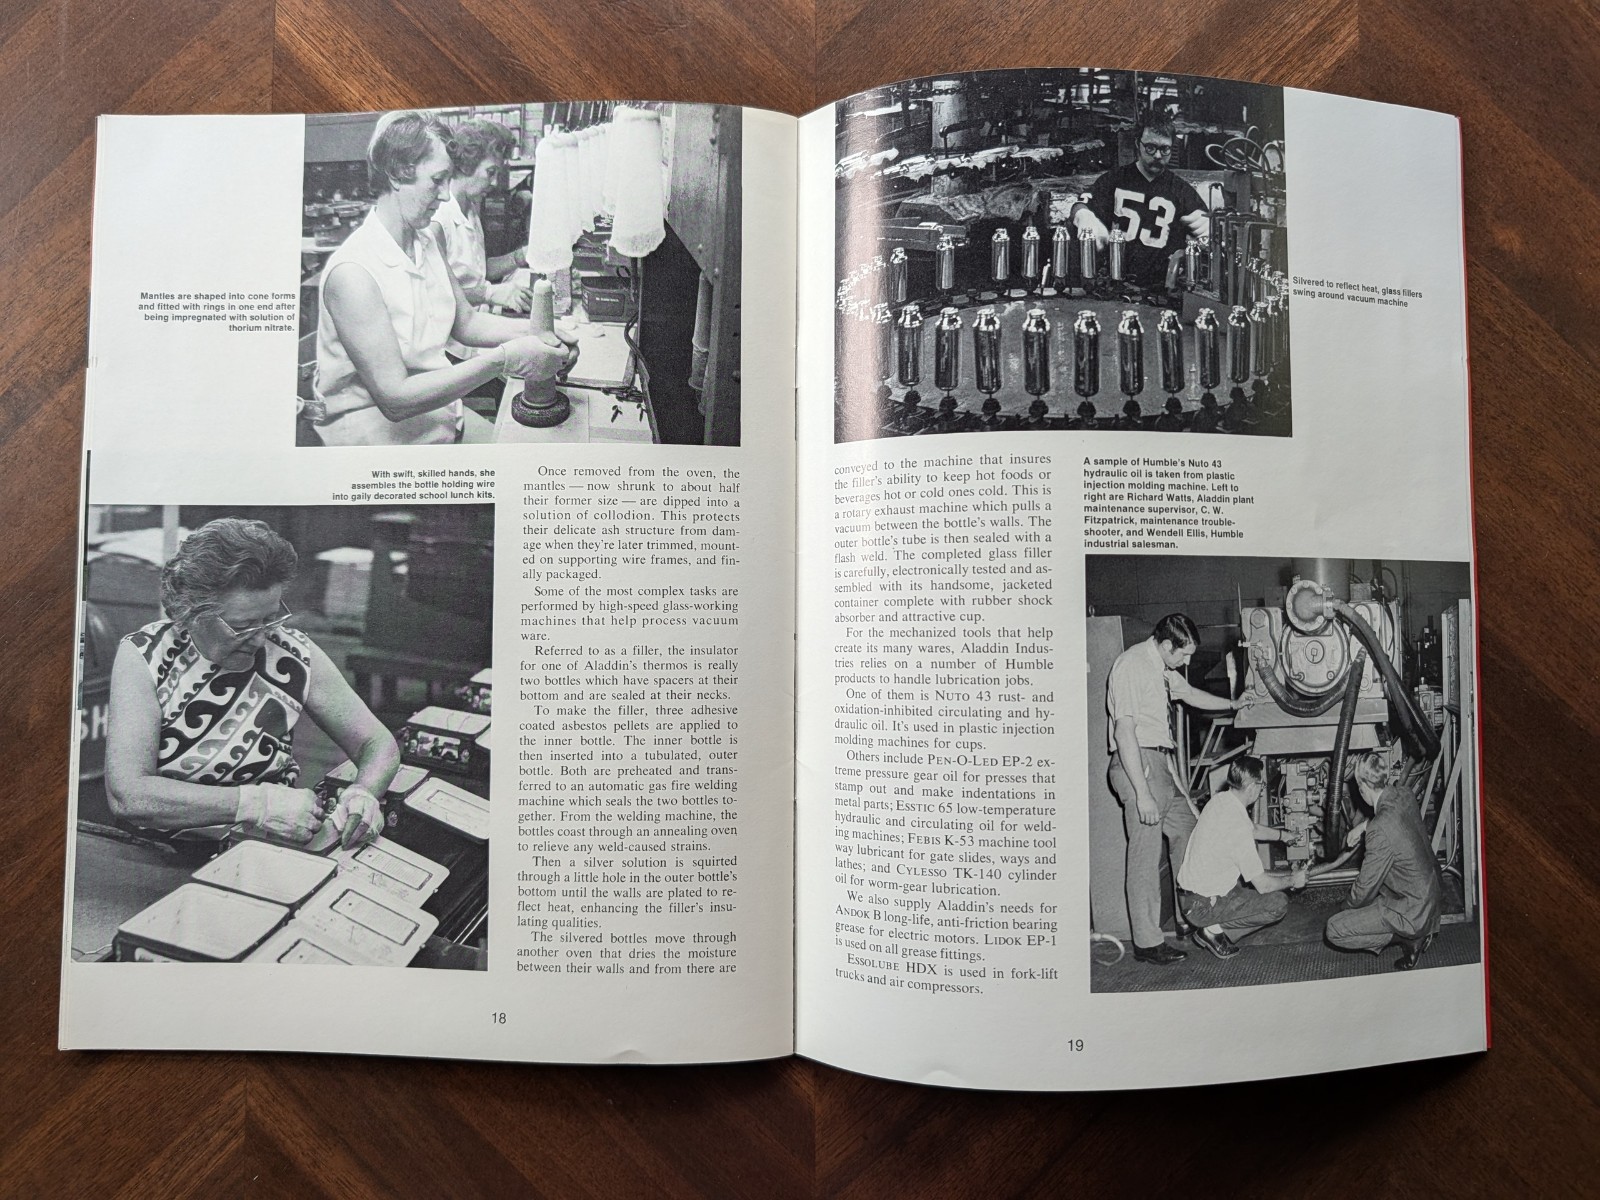 Mantles are shaped into cone forms
and fitted with rings in one end after
being impregnated with solution of
thorium nitrate.
With swift, skilled hands, she
assembles the bottle holding wire
into gaily decorated school lunch kits.
Once removed from the oven, the
mantles — now shrunk to about half
their former size — are dipped into a
solution of collodion. This protects
their delicate ash structure from dam-
age when they're later trimmed, mount-
ed on supporting wire frames, and fin-
ally packaged.
Some of the most complex tasks are
performed by high-speed glass-working
machines that help process vacuum
ware.
Referred to as a filler, the insulator
for one of Aladdin's thermos is really
two bottles which have spacers at their
bottom and are sealed at their necks.
To make the filler, three adhesive
coated asbestos pellets are applied to
the inner bottle. The inner bottle is
then inserted into a tubulated, outer
bottle. Both are preheated and trans-
ferred to an automatic gas fire welding
machine which seals the two bottles to-
gether. From the welding machine, the
bottles coast through an annealing oven
to relieve any weld-caused strains.
Then a silver solution is squirted
through a little hole in the outer bottle's
bottom until the walls are plated to re-
flect heat, enhancing the filler's insu-
lating qualities.
The silvered bottles move through
another oven that dries the moisture
between their walls and from there are
18
53
Silvered to reflect heat, glass fillers
swing around vacuum machine
conveyed to the machine that insures
the filler's ability to keep hot foods or
beverages hot or cold ones cold. This is
a rotary exhaust machine which pulls a
vacuum between the bottle's walls. The
outer bottle's tube is then sealed with a
flash weld. The completed glass filler
is carefully, electronically tested and as-
sembled with its handsome, jacketed
container complete with rubber shock
absorber and attractive cup.
For the mechanized tools that help
create its many wares, Aladdin Indus-
tries relies on a number of Humble
products to handle lubrication jobs.
One of them is NUTO 43 rust- and
oxidation-inhibited circulating and hy-
draulic oil. It's used in plastic injection
molding machines for cups.
Others include PEN-O-LED EP-2 ex-
treme pressure gear oil for presses that
stamp out and make indentations in
metal parts; ESSTIC 65 low-temperature
hydraulic and circulating oil for weld-
ing machines; FEBIS K-53 machine tool
way lubricant for gate slides, ways and
lathes; and CYLESSO TK-140 cylinder
oil for worm-gear lubrication.
We also supply Aladdin's needs for
ANDOK B long-life, anti-friction bearing
grease for electric motors. LIDOK EP-1
is used on all grease fittings.
ESSOLUBE HDX is used in fork-lift
trucks and air compressors.
A sample of Humble's Nuto 43
hydraulic oil is taken from plastic
injection molding machine. Left to
right are Richard Watts, Aladdin plant
maintenance supervisor, C. W.
Fitzpatrick, maintenance trouble-
shooter, and Wendell Ellis, Humble
industrial salesman.
19